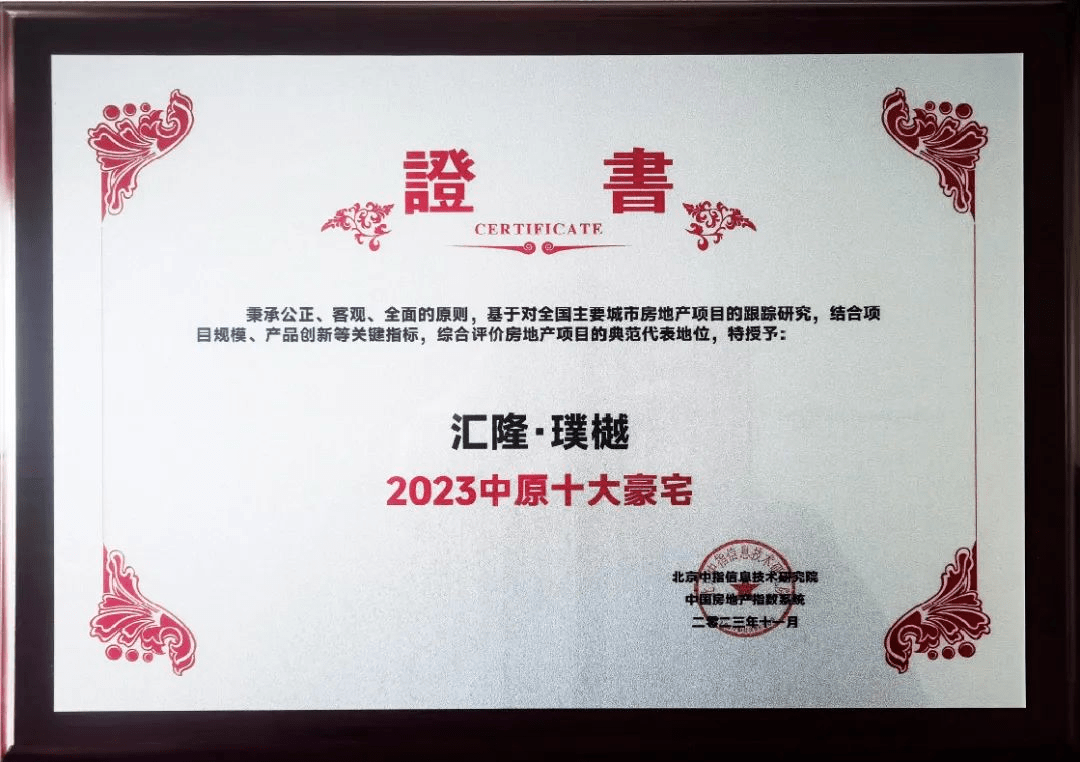 證 書
CERTIFICATE
秉承公正、客观、全面的原则，基于对全国主要城市房地产项目的跟踪研究，结合项
目规模、产品创新等关键指标，综合评价房地产项目的典范代表地位，特授予：
汇隆·璞樾
2023中原十大豪宅
北京中指信息技术研究院
中国房地产指数系统
二零二三年十一月